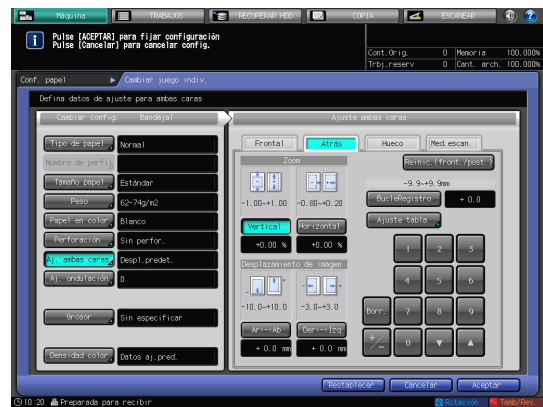 Máquina TRABAJOS RECUPERAR HDD COPIA ESCANEAR
Pulse [ACEPTAR] para fijar configuración
Pulse [Cancelar] para cancelar config.
Cont.Orig. 0 Memoria 100.000%
Trbj.reserv 0 Cant. arch. 100.000%
Conf. papel Cambiar juego indiv.
Defina datos de ajuste para ambas caras
Cambiar config. Bandeja1
Ajuste ambas caras
Tipo de papel Normal
Nombre de perfil
Tamaño papel Estándar
Peso 62-74g/m2
Papel en color Blanco
Perforación Sin perfor.
Aj. ambas caras Despl.predet.
Aj. ondulación 0
Grosor Sin especificar
Densidad color Datos aj.pred.
Frontal Atrás Hueco Med.escan.
Zoom
-1.00~+1.00 -0.80~+0.20
Vertical Horizontal
+0.00 % +0.00 %
Desplazamiento de imagen
-10.0~+10.0 -3.0~+3.0
Ar<->Ab Der<->Izq
+ 0.0 mm + 0.0 mm
Reinic.(front./post.)
-9.9~+9.9mm
BucleRegistro + 0.0
Ajuste tabla
1 2 3
4 5 6
Borr. 7 8 9
+/- 0 ▼ ▲
Restablecer Cancelar Aceptar
10:20 Preparada para recibir
Rotación Tamb/Rev.